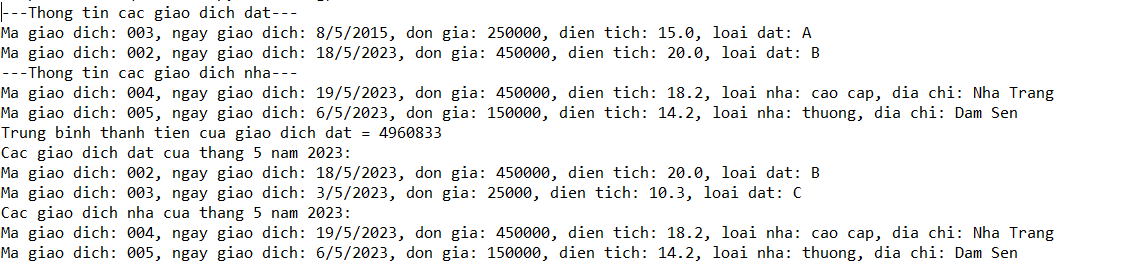 ---Thong tin cac giao dich dat---
Ma giao dich: 003, ngay giao dich: 8/5/2015, don gia: 250000, dien tich: 15.0, loai dat: A
Ma giao dich: 002, ngay giao dich: 18/5/2023, don gia: 450000, dien tich: 20.0, loai dat: B
---Thong tin cac giao dich nha---
Ma giao dich: 004, ngay giao dich: 19/5/2023, don gia: 450000, dien tich: 18.2, loai nha: cao cap, dia chi: Nha Trang
Ma giao dich: 005, ngay giao dich: 6/5/2023, don gia: 150000, dien tich: 14.2, loai nha: thuong, dia chi: Dam Sen
Trung binh thanh tien cua giao dich dat = 4960833
Cac giao dich dat cua thang 5 nam 2023:
Ma giao dich: 002, ngay giao dich: 18/5/2023, don gia: 450000, dien tich: 20.0, loai dat: B
Ma giao dich: 003, ngay giao dich: 3/5/2023, don gia: 25000, dien tich: 10.3, loai dat: C
Cac giao dich nha cua thang 5 nam 2023:
Ma giao dich: 004, ngay giao dich: 19/5/2023, don gia: 450000, dien tich: 18.2, loai nha: cao cap, dia chi: Nha Trang
Ma giao dich: 005, ngay giao dich: 6/5/2023, don gia: 150000, dien tich: 14.2, loai nha: thuong, dia chi: Dam Sen